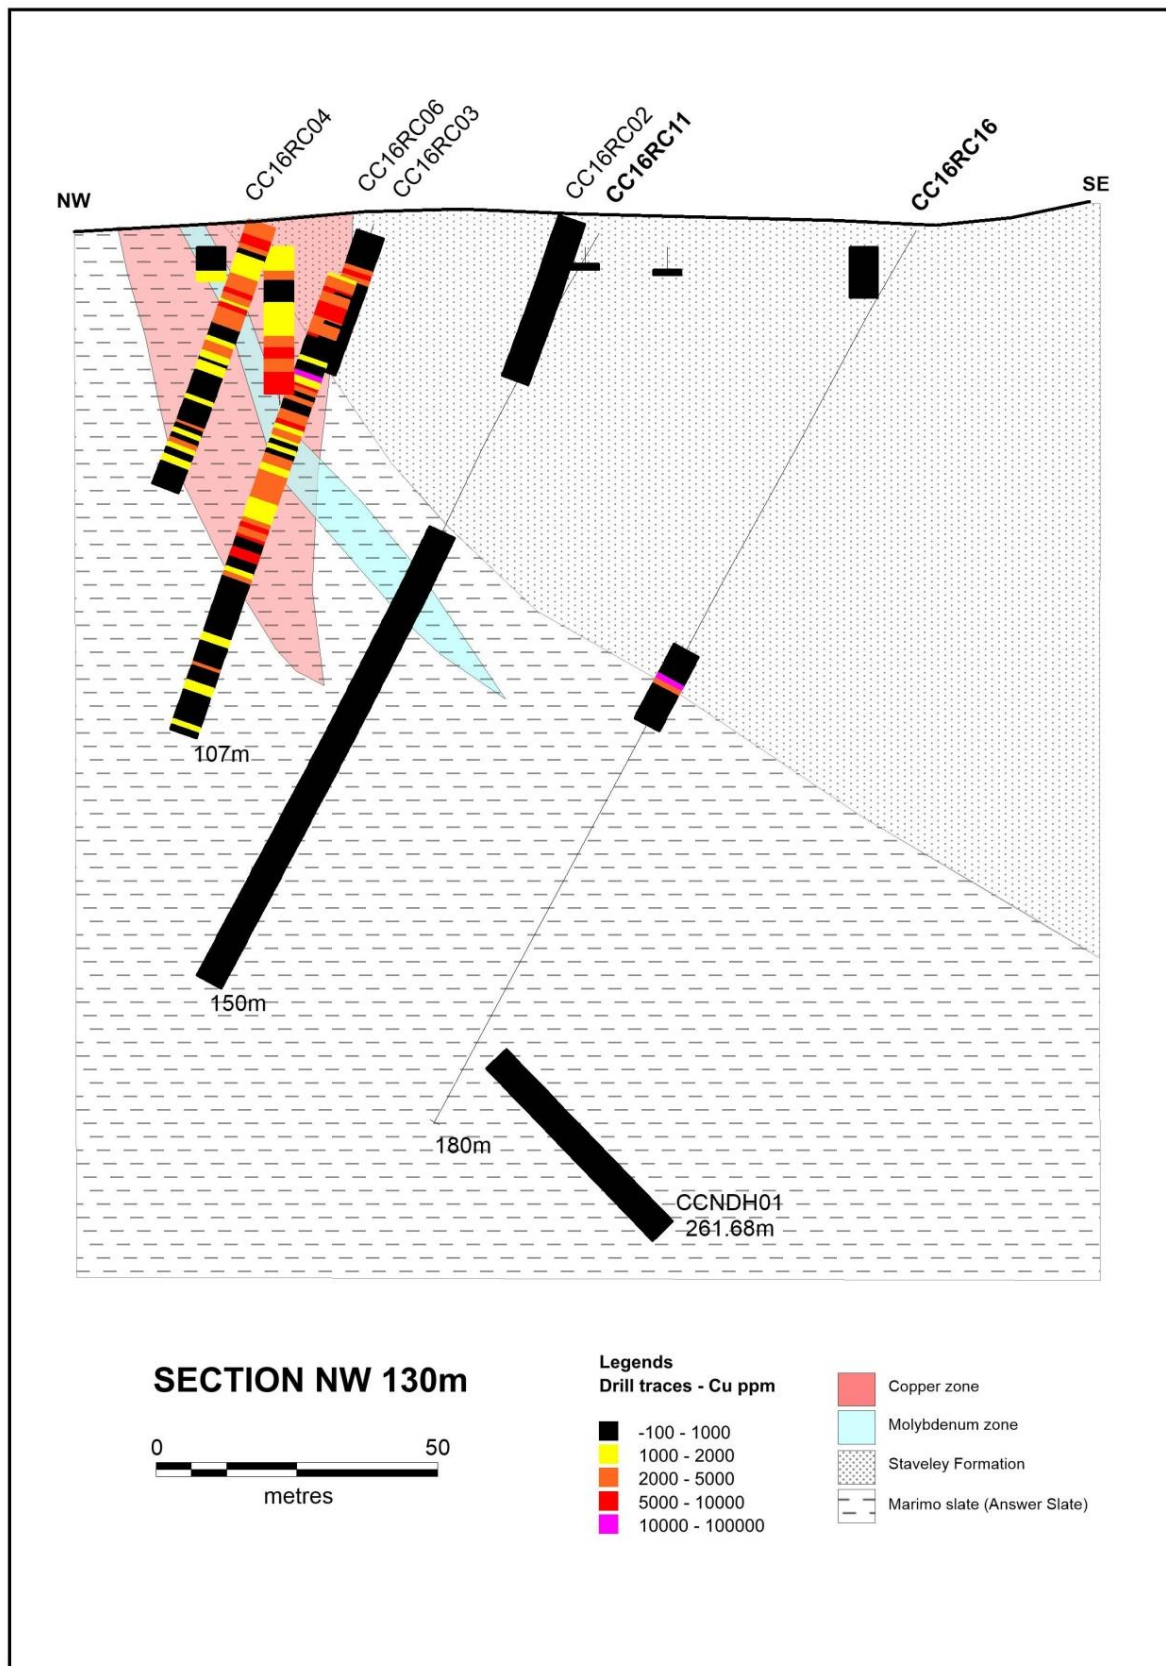 CC16RC04
CC16RC06
CC16RC03
CC16RC02
CC16RC11
CC16RC16
NW
SE
107m
150m
180m
CCNDH01
261.68m
SECTION NW 130m
0 50
metres
Legends
Drill traces - Cu ppm
-100 - 1000
1000 - 2000
2000 - 5000
5000 - 10000
10000 - 100000
Copper zone
Molybdenum zone
Staveley Formation
Marimo slate (Answer Slate)